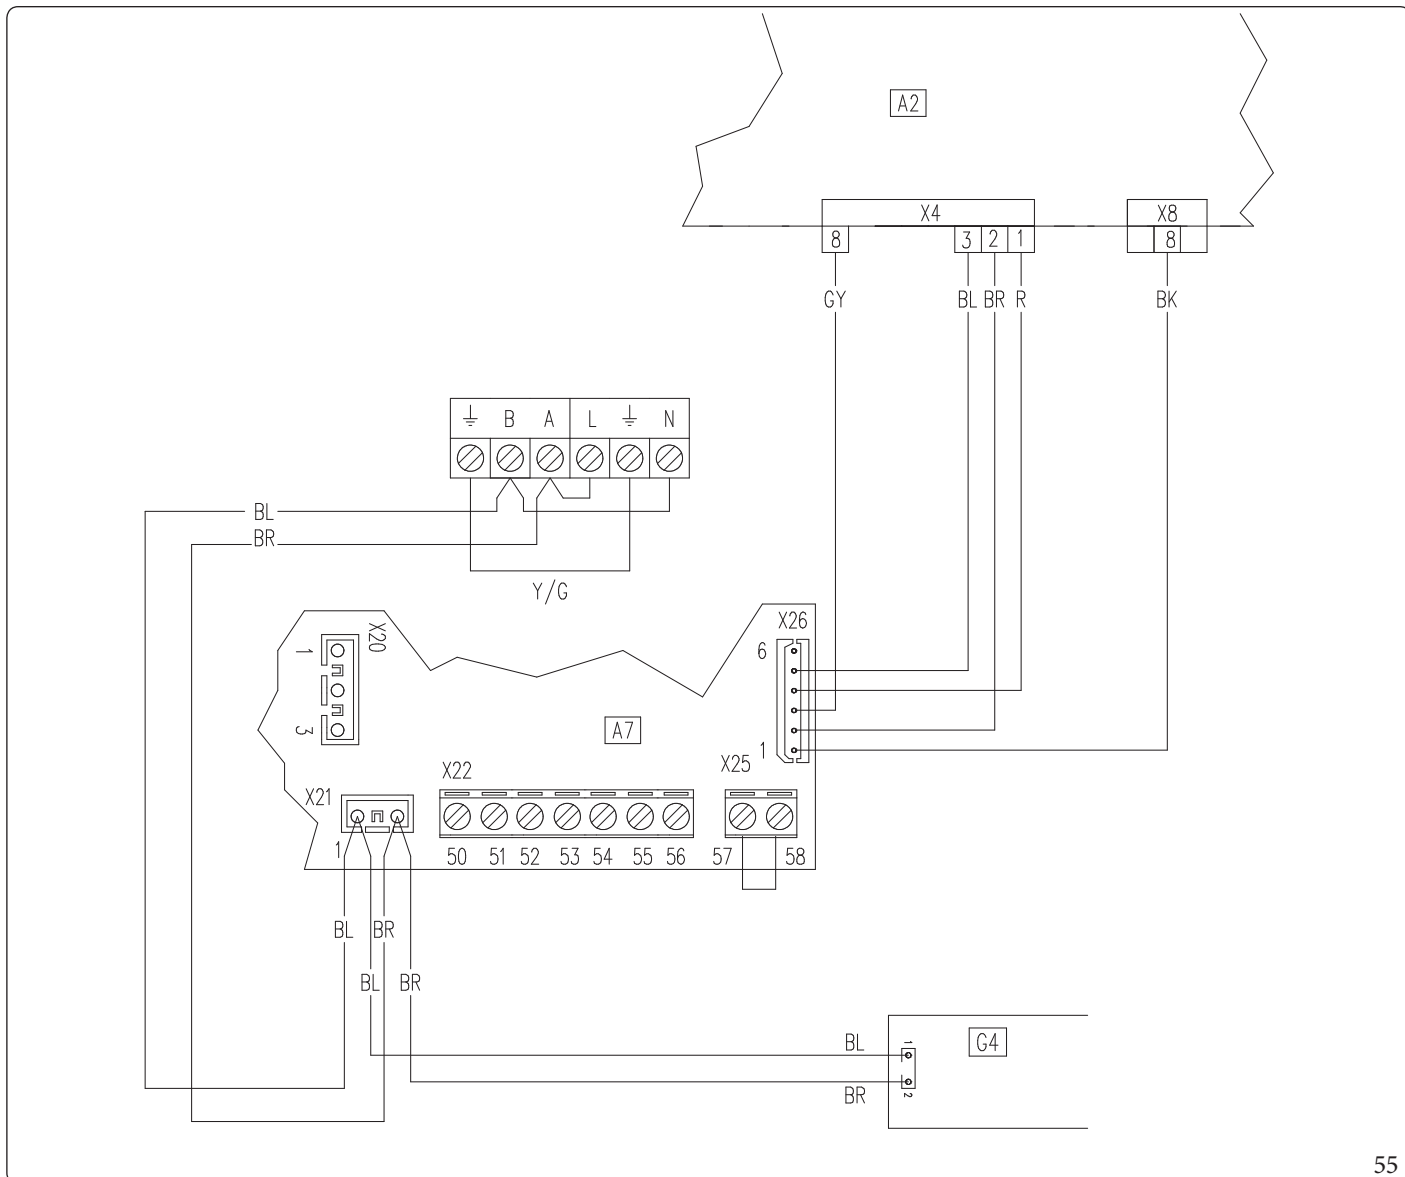 A2
X4 X8
8 3 2 1 8
GY BL BR R BK
B A L N
BL
BR
Y/G
X20 X26
1 6
3 A7 1
X22 X25
X21
1 50 51 52 53 54 55 56 57 58
BL BR
BL BR
BL 1 G4
BR 2
55